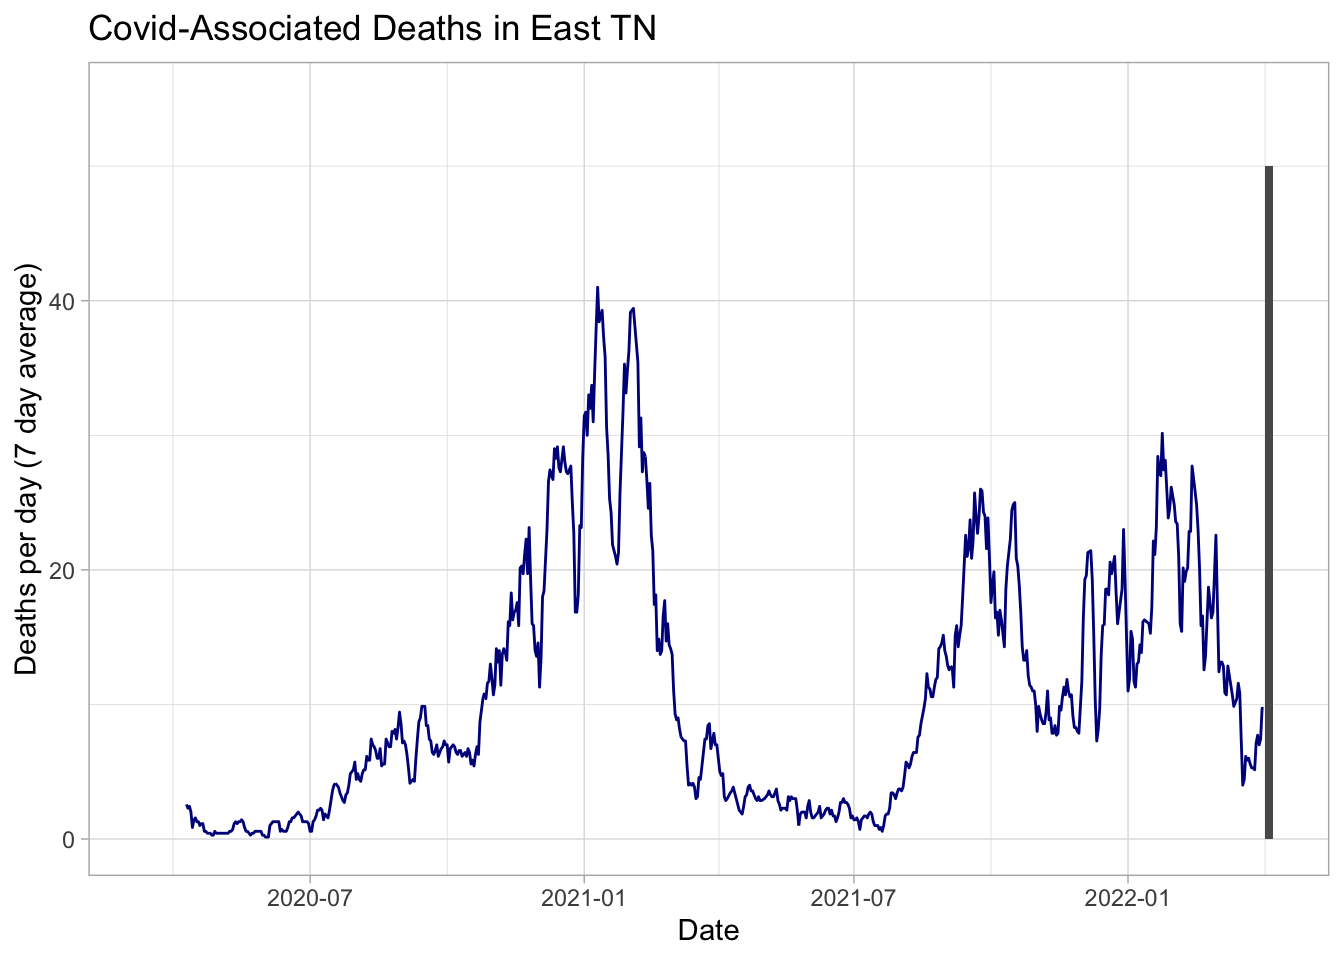 Covid-Associated Deaths in East TN
Deaths per day (7 day average)
40
20
0
2020-07
2021-01
2021-07
2022-01
Date